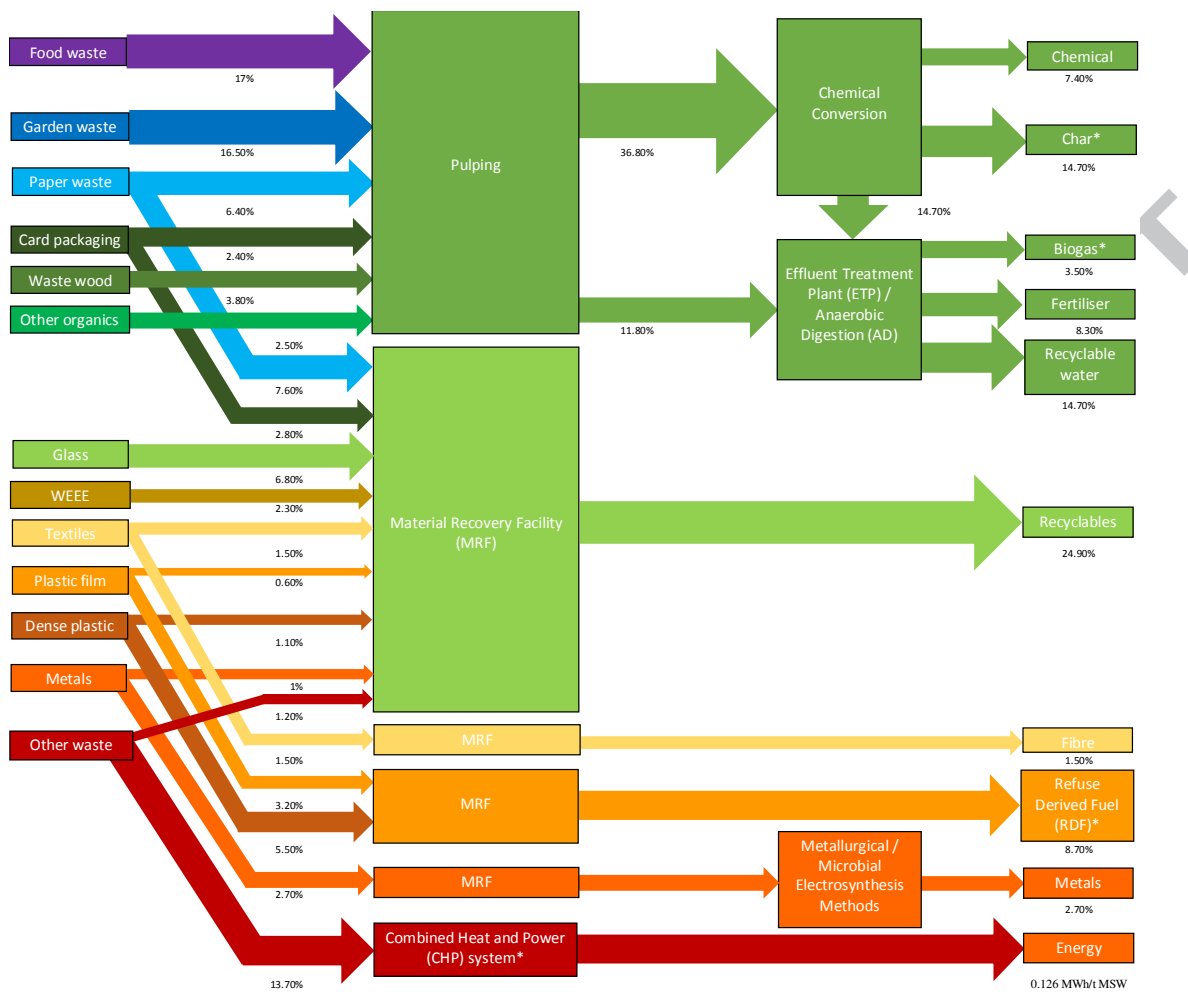 Food waste
17%
Garden waste
16.50%
Paper waste
6.40%
Card packaging
2.40%
Waste wood
3.80%
Other organics
2.50%
7.60%
2.80%
Glass
6.80%
WEEE
2.30%
Textiles
1.50%
Plastic film
0.60%
Dense plastic
1.10%
Metals
1%
1.20%
Other waste
1.50%
3.20%
5.50%
2.70%
13.70%
Pulping
Material Recovery Facility
(MRF)
MRF
MRF
MRF
Combined Heat and Power
(CHP) system*
36.80%
11.80%
Chemical
Conversion
14.70%
Effluent Treatment
Plant (ETP) /
Anaerobic
Digestion (AD)
Metallurgical /
Microbial
Electrosynthesis
Methods
Chemical
7.40%
Char*
14.70%
Biogas*
3.50%
Fertiliser
8.30%
Recyclable
water
14.70%
Recyclables
24.90%
Fibre
1.50%
Refuse
Derived Fuel
(RDF)*
8.70%
Metals
2.70%
Energy
0.126 MWh/t MSW